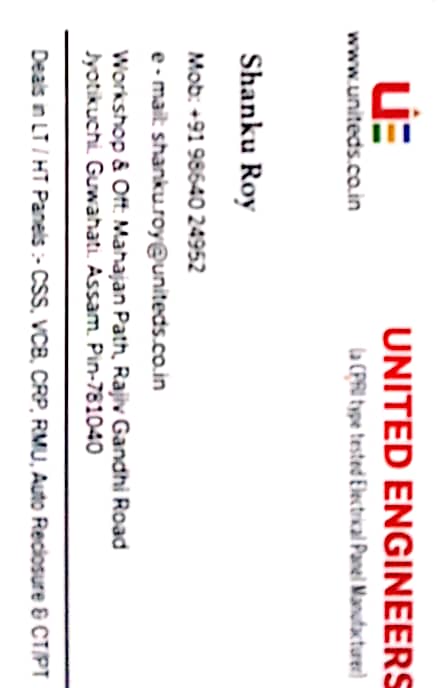 UE
UNITED ENGINEERS
www.uniteds.co.in
(a CPRI type tested Electrical Panel Manufacturer)
Shanku Roy
Mob: +91 98640 24952
e - mail: shanku.roy@uniteds.co.in
Workshop & Off: Mahajan Path, Rajiv Gandhi Road
Jyotikuchi. Guwahati. Assam. Pin-781040
Deals in LT / HT Panels :- CSS, VCB, CRP, RMU, Auto Reclosure & CT/PT